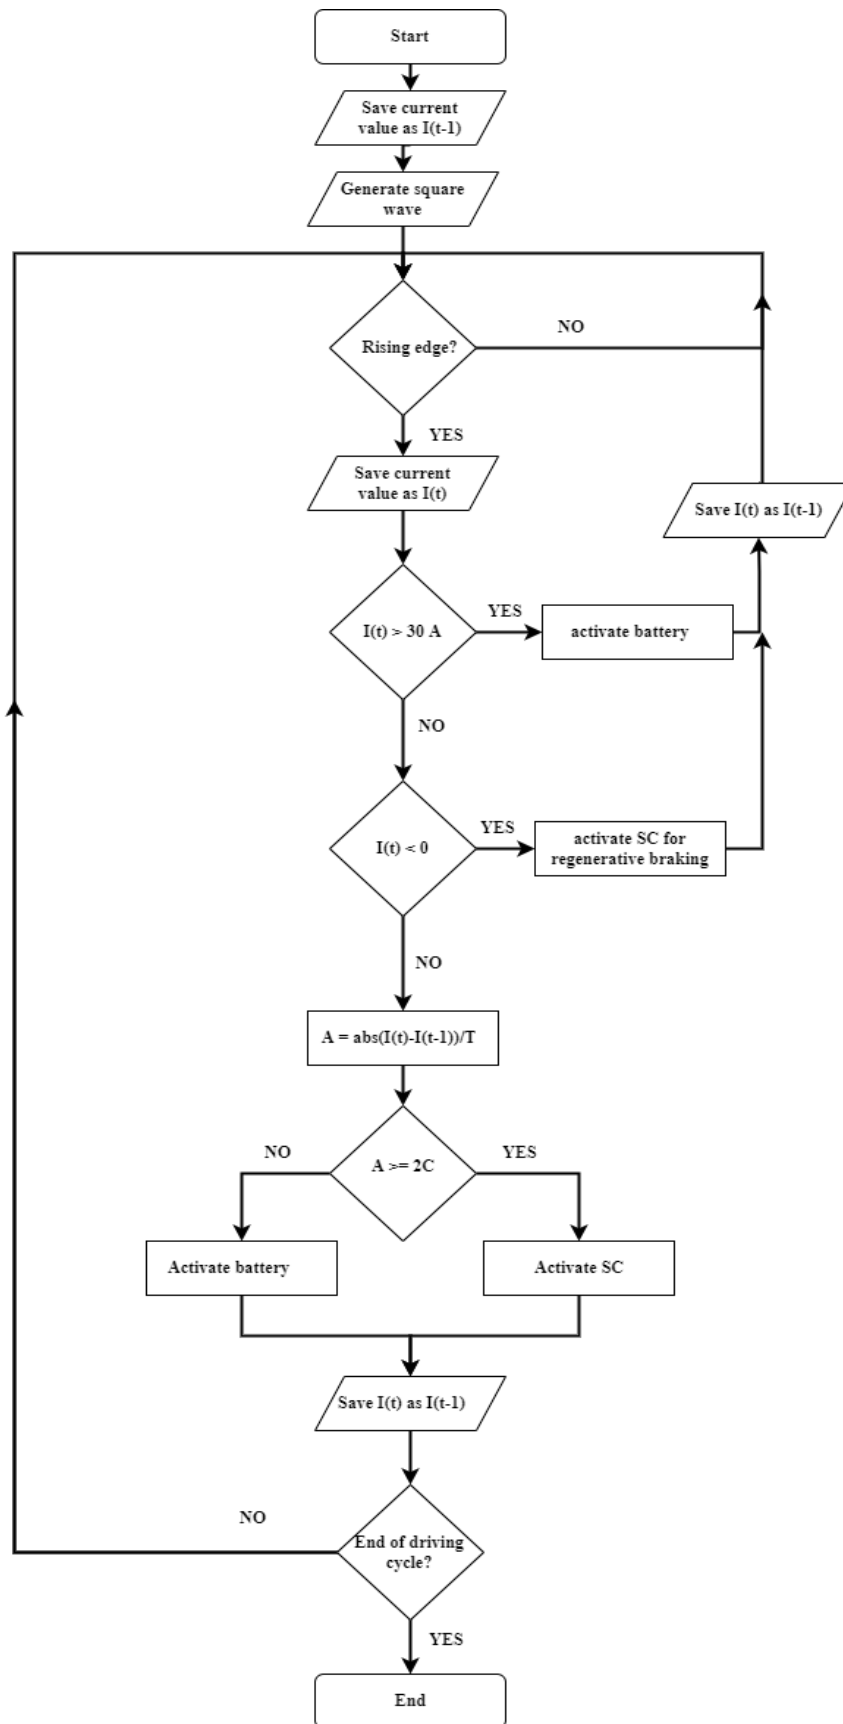 Start
Save current
value as I(t-1)
Generate square
wave
Rising edge?
NO
YES
Save current
value as I(t)
Save I(t) as I(t-1)
I(t) > 30 A
YES
activate battery
NO
I(t) < 0
YES
activate SC for
regenerative braking
NO
A = abs(I(t)-I(t-1))/T
NO
A >= 2C
YES
Activate battery
Activate SC
Save I(t) as I(t-1)
NO
End of driving
cycle?
YES
End